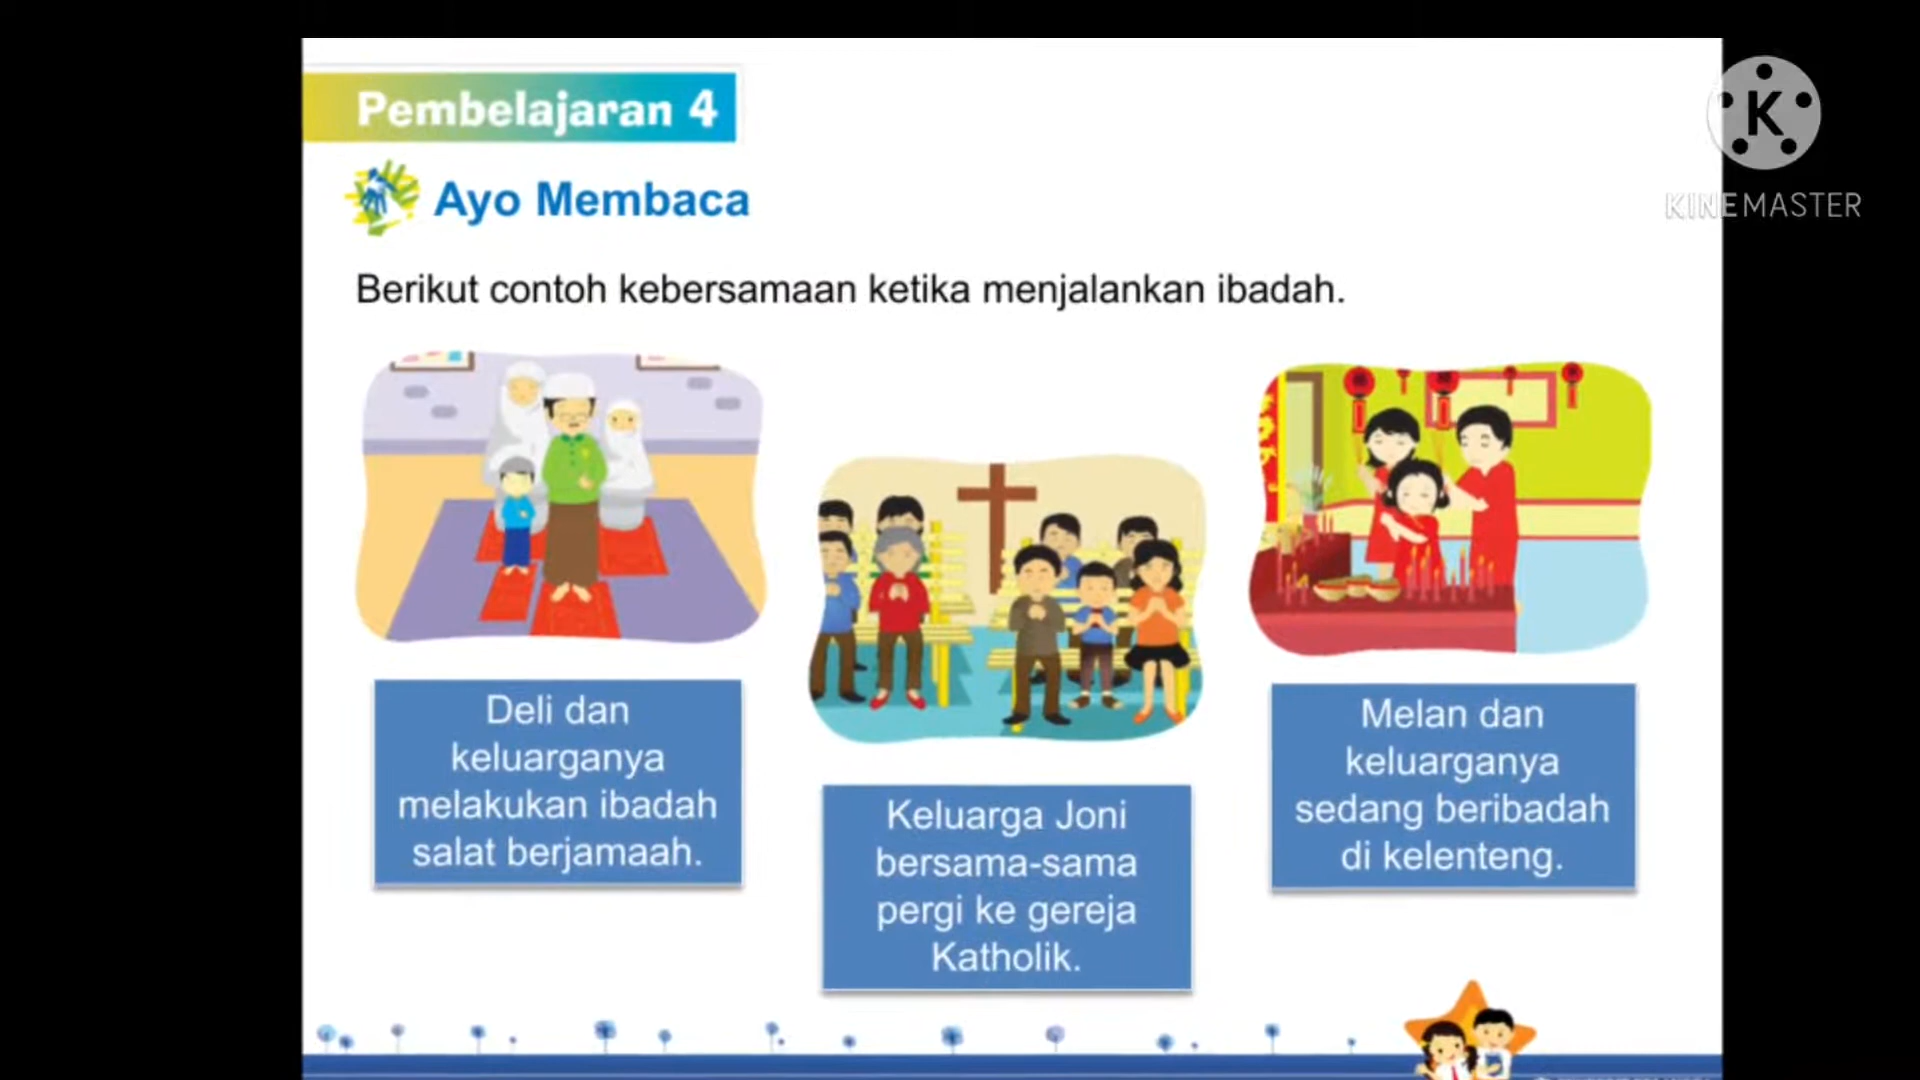 Pembelajaran 4
Ayo Membaca
Berikut contoh kebersamaan ketika menjalankan ibadah.
Deli dan
keluarganya
melakukan ibadah
salat berjamaah.
Keluarga Joni
bersama-sama
pergi ke gereja
Katholik.
Melan dan
keluarganya
sedang beribadah
di kelenteng.
K
KINEMASTER